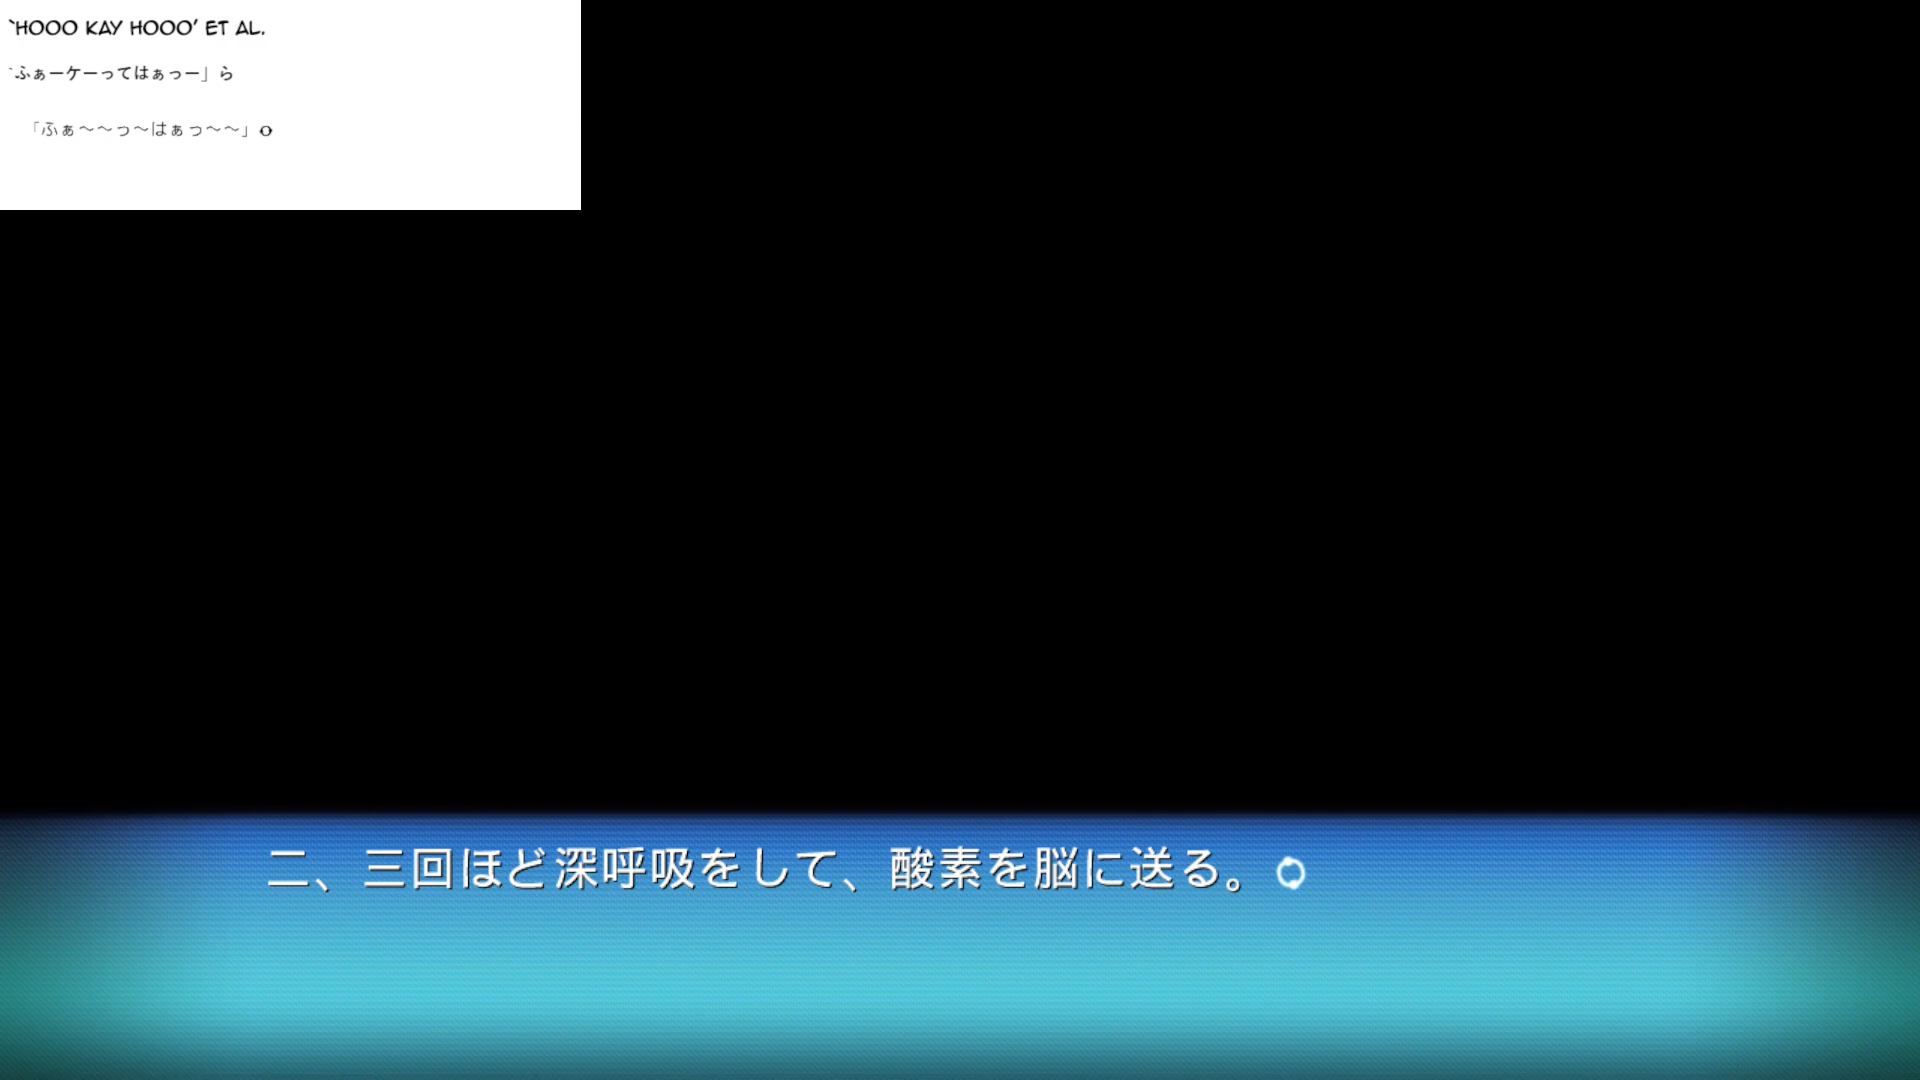 `HOOO KAY HOOO' ET AL.
`ふぁーケーってはぁっー」ら
「ふぁ〜〜っ〜はぁっ〜〜」
二、三回ほど深呼吸をして、酸素を脳に送る。